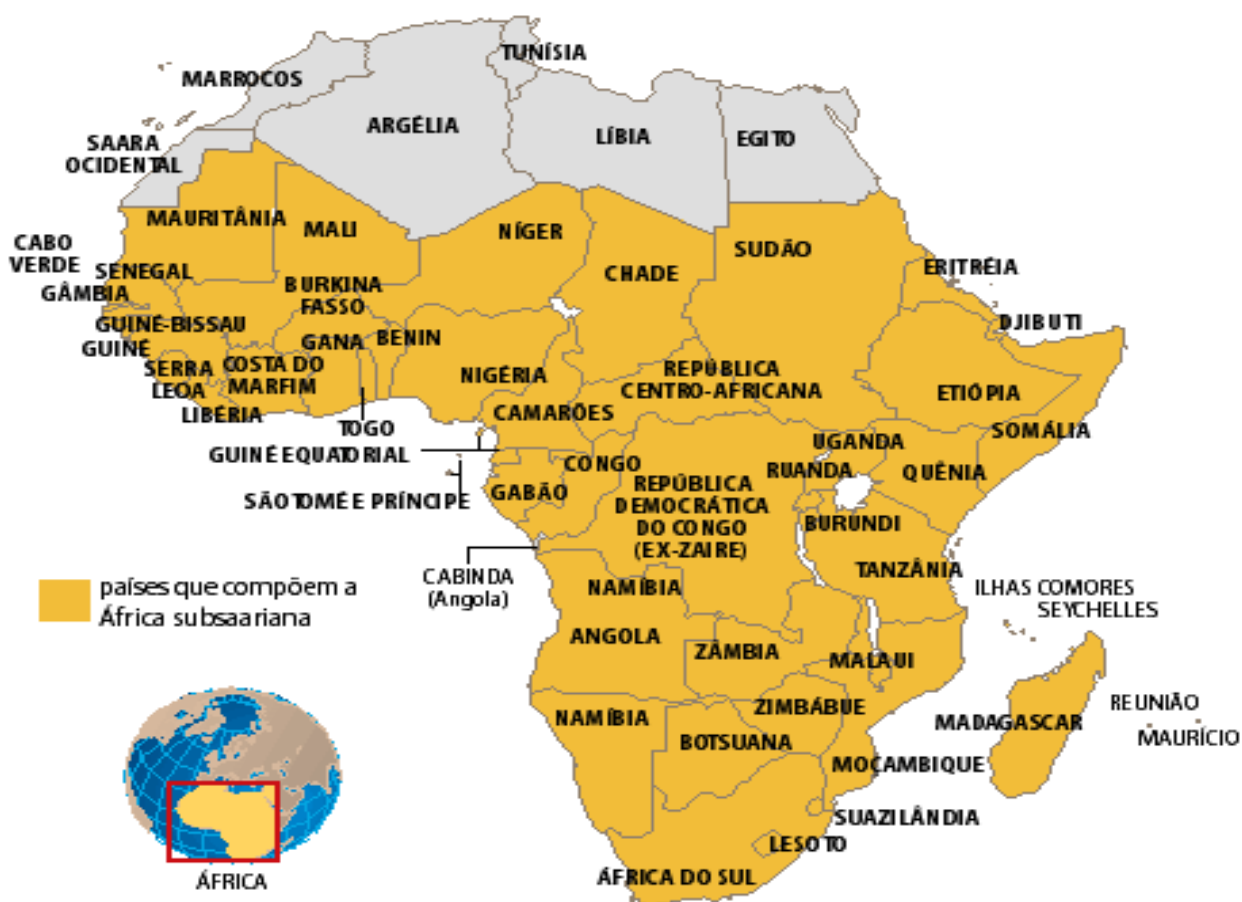 TUNÍSIA
MARROCOS
ARGÉLIA
LÍBIA
EGITO
SAARA
OCIDENTAL
MAURITÂNIA
MALI
NÍGER
CHADE
SUDÃO
CABO
VERDE
SENEGAL
GÂMBIA
ERITRÉIA
BURKINA
FASSO
DJIBUTI
GUINÉ-BISSAU
GUINÉ
GANA
BENIN
SERRA
LEOA
COSTA DO
MARFIM
NIGÉRIA
REPÚBLICA
CENTRO-AFRICANA
ETIÓPIA
LIBÉRIA
TOGO
CAMARÕES
SOMÁLIA
UGANDA
GUINÉ EQUATORIAL
CONGO
RUANDA
QUÊNIA
SÃO TOMÉ E PRÍNCIPE
GABÃO
REPÚBLICA
DEMOCRÁTICA
DO CONGO
(EX-ZAIRE)
BURUNDI
TANZÂNIA
CABINDA
(Angola)
NAMÍBIA
ILHAS COMORES
SEYCHELLES
países que compõem a
África subsaariana
ANGOLA
ZÂMBIA
MALAUI
NAMÍBIA
ZIMBÁBUE
MADAGASCAR
REUNIÃO
MAURÍCIO
BOTSUANA
MOÇAMBIQUE
SUAZILÂNDIA
LESOTO
ÁFRICA DO SUL
ÁFRICA